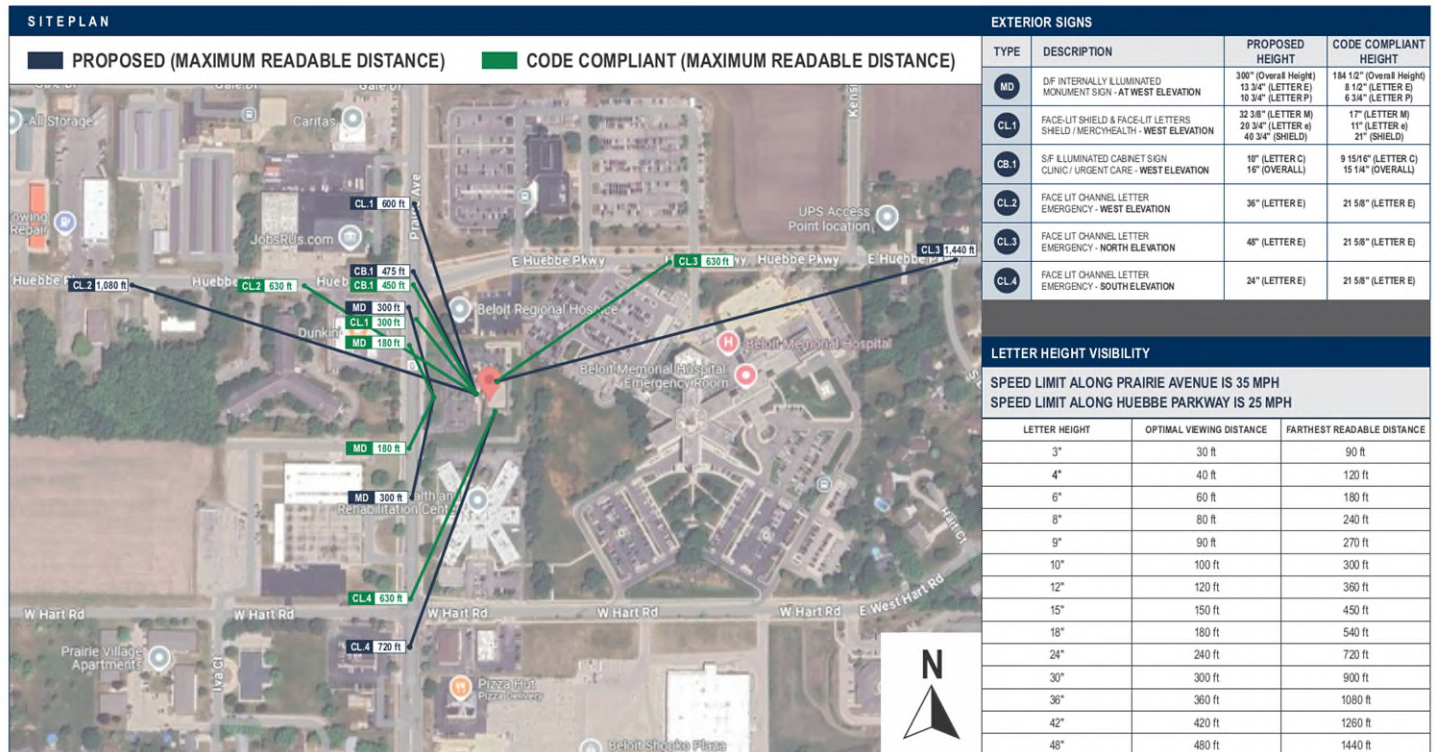 SITEPLAN
PROPOSED (MAXIMUM READABLE DISTANCE)
CODE COMPLIANT (MAXIMUM READABLE DISTANCE)
Gale Dr
Gale Dr
All Storage
Caritas
Prairie Ave
CL.1 600 ft
UPS Access
Point location
Repair
JobsRUs.com
CL.3 1,440 ft
E Huebbe Pkwy
CL.3 630 ft
Huebbe Pkwy
E Huebbe
CB.1 475 ft
CL.2 1,080 ft
Huebbe
CL.2 630 ft
CB.1 450 ft
MD 300 ft
Beloit Regional Hospice
CL.1 300 ft
Dunkin
MD 180 ft
Beloit Memorial Hospital
Beloit Memorial Hospital
Emergency Room
MD 180 ft
MD 300 ft
Rehabilitation Center
Hart Ct
CL.4 630 ft
W Hart Rd
W Hart Rd
W Hart Rd
W Hart Rd
W Hart Rd
E West Hart Rd
CL.4 720 ft
Prairie Village
Apartments
Iva Ct
Pizza Hut
Pizza Delivery
Beloit Shopko Plaza
N
EXTERIOR SIGNS
TYPE DESCRIPTION PROPOSED HEIGHT CODE COMPLIANT HEIGHT
MD
D/F INTERNALLY ILLUMINATED
MONUMENT SIGN - AT WEST ELEVATION
300" (Overall Height)
13 3/4" (LETTER E)
10 3/4" (LETTER P)
184 1/2" (Overall Height)
8 1/2" (LETTER E)
6 3/4" (LETTER P)
CL.1
FACE-LIT SHIELD & FACE-LIT LETTERS
SHIELD / MERCYHEALTH - WEST ELEVATION
32 3/8" (LETTER M)
20 3/4" (LETTER e)
40 3/4" (SHIELD)
17" (LETTER M)
11" (LETTER e)
21" (SHIELD)
CB.1
S/F ILLUMINATED CABINET SIGN
CLINIC / URGENT CARE - WEST ELEVATION
10" (LETTER C)
16" (OVERALL)
9 15/16" (LETTER C)
15 1/4" (OVERALL)
CL.2
FACE LIT CHANNEL LETTER
EMERGENCY - WEST ELEVATION
36" (LETTER E)
21 5/8" (LETTER E)
CL.3
FACE LIT CHANNEL LETTER
EMERGENCY - NORTH ELEVATION
48" (LETTER E)
21 5/8" (LETTER E)
CL.4
FACE LIT CHANNEL LETTER
EMERGENCY - SOUTH ELEVATION
24" (LETTER E)
21 5/8" (LETTER E)
LETTER HEIGHT VISIBILITY
SPEED LIMIT ALONG PRAIRIE AVENUE IS 35 MPH
SPEED LIMIT ALONG HUEBBE PARKWAY IS 25 MPH
LETTER HEIGHT OPTIMAL VIEWING DISTANCE FARTHEST READABLE DISTANCE
3" 30 ft 90 ft
4" 40 ft 120 ft
6" 60 ft 180 ft
8" 80 ft 240 ft
9" 90 ft 270 ft
10" 100 ft 300 ft
12" 120 ft 360 ft
15" 150 ft 450 ft
18" 180 ft 540 ft
24" 240 ft 720 ft
30" 300 ft 900 ft
36" 360 ft 1080 ft
42" 420 ft 1260 ft
48" 480 ft 1440 ft